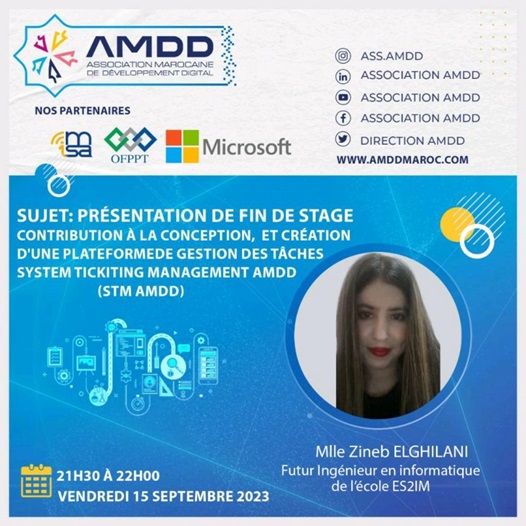 AMDD
ASSOCIATION MAROCAINE
DE DÉVELOPPEMENT DIGITAL
NOS PARTENAIRES
imsa
OFPPT
Microsoft
ASS.AMDD
ASSOCIATION AMDD
ASSOCIATION AMDD
ASSOCIATION AMDD
DIRECTION AMDD
WWW.AMDDMAROC.COM
SUJET: PRÉSENTATION DE FIN DE STAGE
CONTRIBUTION À LA CONCEPTION, ET CRÉATION
D'UNE PLATEFORMEDE GESTION DES TÂCHES
SYSTEM TICKITING MANAGEMENT AMDD
(STM AMDD)
Mlle Zineb ELGHILANI
Futur Ingénieur en informatique
de l'école ES2IM
21H30 À 22H00
VENDREDI 15 SEPTEMBRE 2023